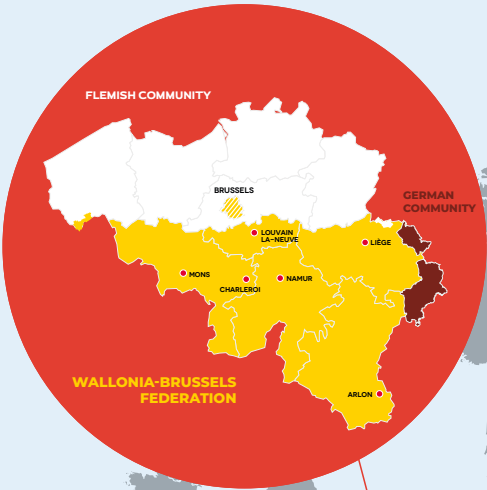 FLEMISH COMMUNITY
BRUSSELS
GERMAN
COMMUNITY
LOUVAIN
LA-NEUVE
LIÈGE
MONS
NAMUR
CHARLEROI
WALLONIA-BRUSSELS
FEDERATION
ARLON